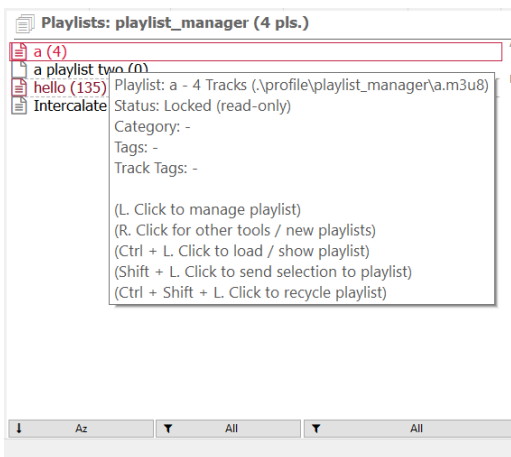 Playlists: playlist_manager (4 pls.)
a (4)
a playlist two (0)
hello (135)
Intercalate
Playlist: a - 4 Tracks (.\profile\playlist_manager\a.m3u8)
Status: Locked (read-only)
Category: -
Tags: -
Track Tags: -
(L. Click to manage playlist)
(R. Click for other tools / new playlists)
(Ctrl + L. Click to load / show playlist)
(Shift + L. Click to send selection to playlist)
(Ctrl + Shift + L. Click to recycle playlist)
Az All All